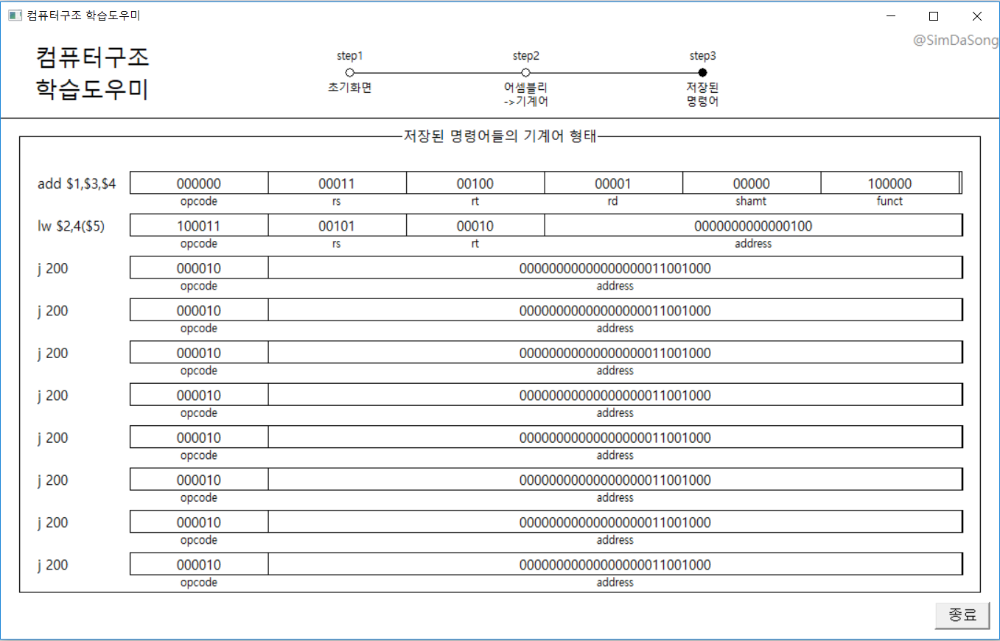 컴퓨터구조 학습도우미
@SimDaSong
컴퓨터구조
학습도우미
step1 step2 step3
초기화면 어셈블리 저장된
->기계어 명령어
저장된 명령어들의 기계어 형태
add $1,$3,$4 000000 00011 00100 00001 00000 100000
opcode rs rt rd shamt funct
lw $2,4($5) 100011 00101 00010 0000000000000100
opcode rs rt address
j 200 000010 00000000000000000011001000
opcode address
j 200 000010 00000000000000000011001000
opcode address
j 200 000010 00000000000000000011001000
opcode address
j 200 000010 00000000000000000011001000
opcode address
j 200 000010 00000000000000000011001000
opcode address
j 200 000010 00000000000000000011001000
opcode address
j 200 000010 00000000000000000011001000
opcode address
j 200 000010 00000000000000000011001000
opcode address
종료